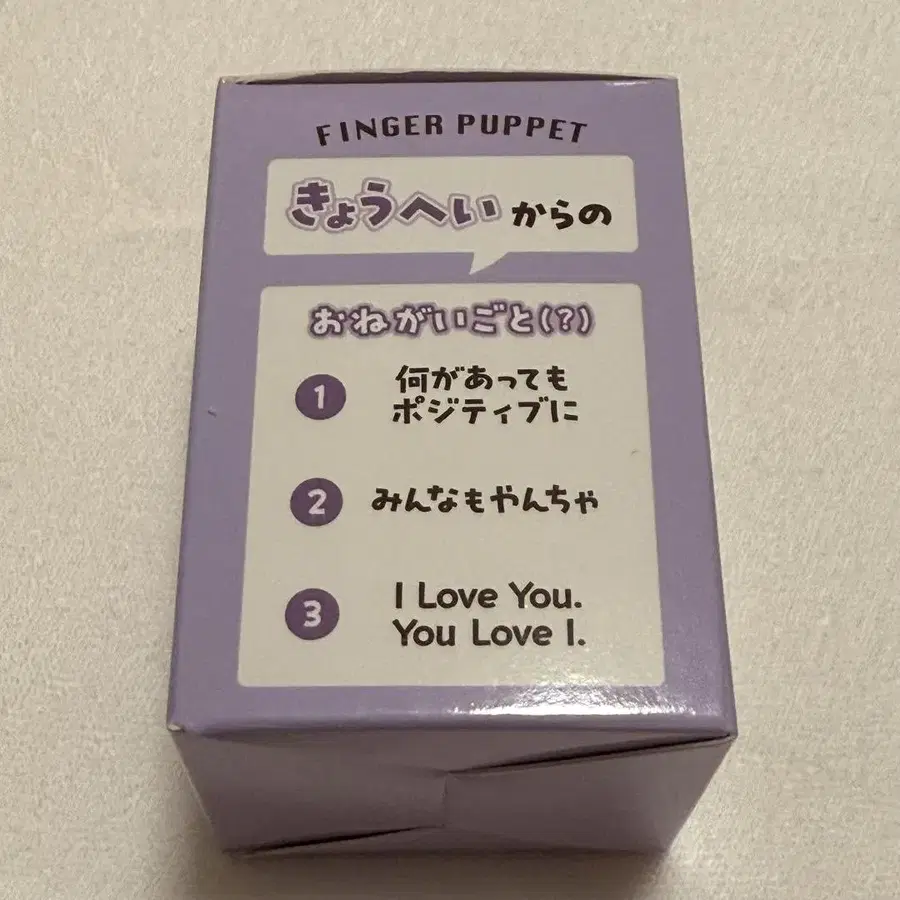 FINGER PUPPET
きょうへいからの
おねがいごと(?)
1 何があっても
ポジティブに
2 みんなもやんちゃ
3 I Love You.
You Love I.